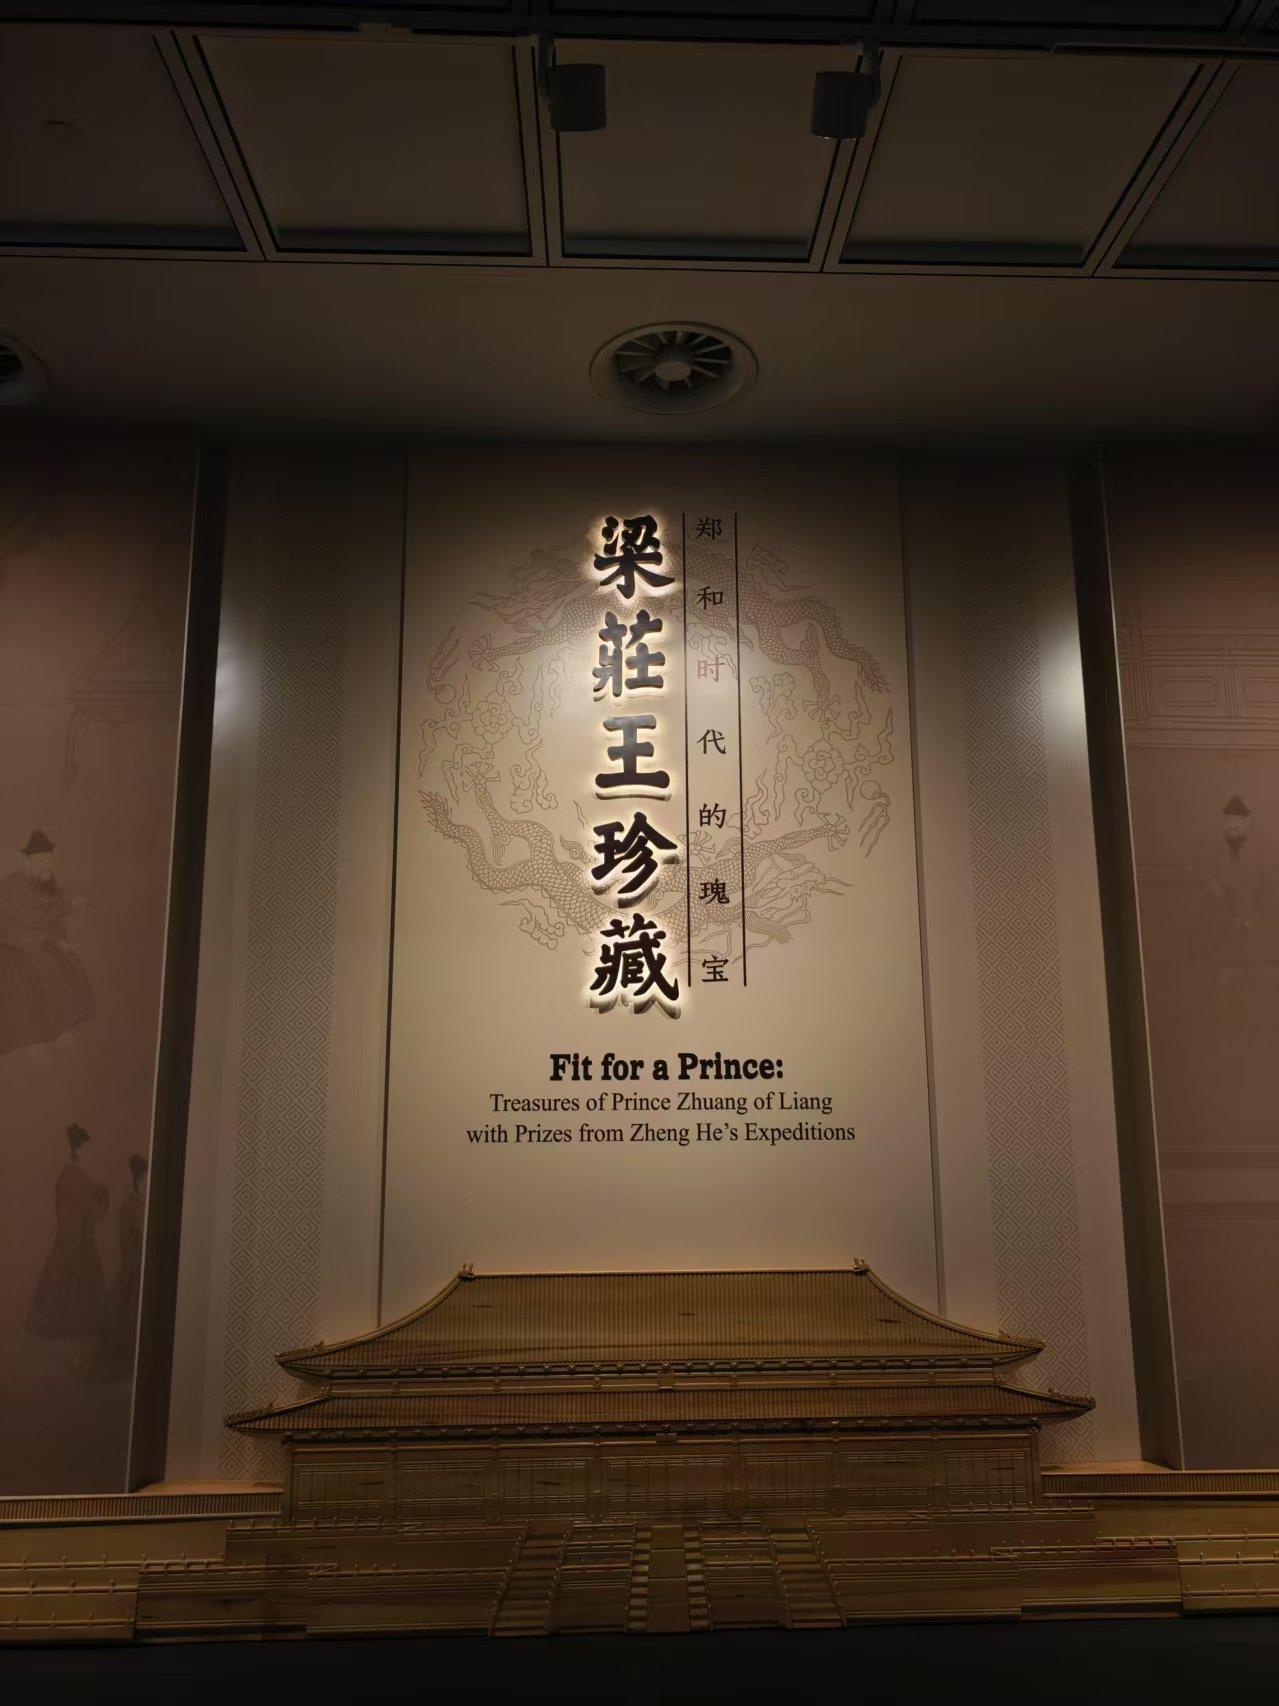 梁莊王珍藏
郑和时代的瑰宝
Fit for a Prince:
Treasures of Prince Zhuang of Liang
with Prizes from Zheng He's Expeditions